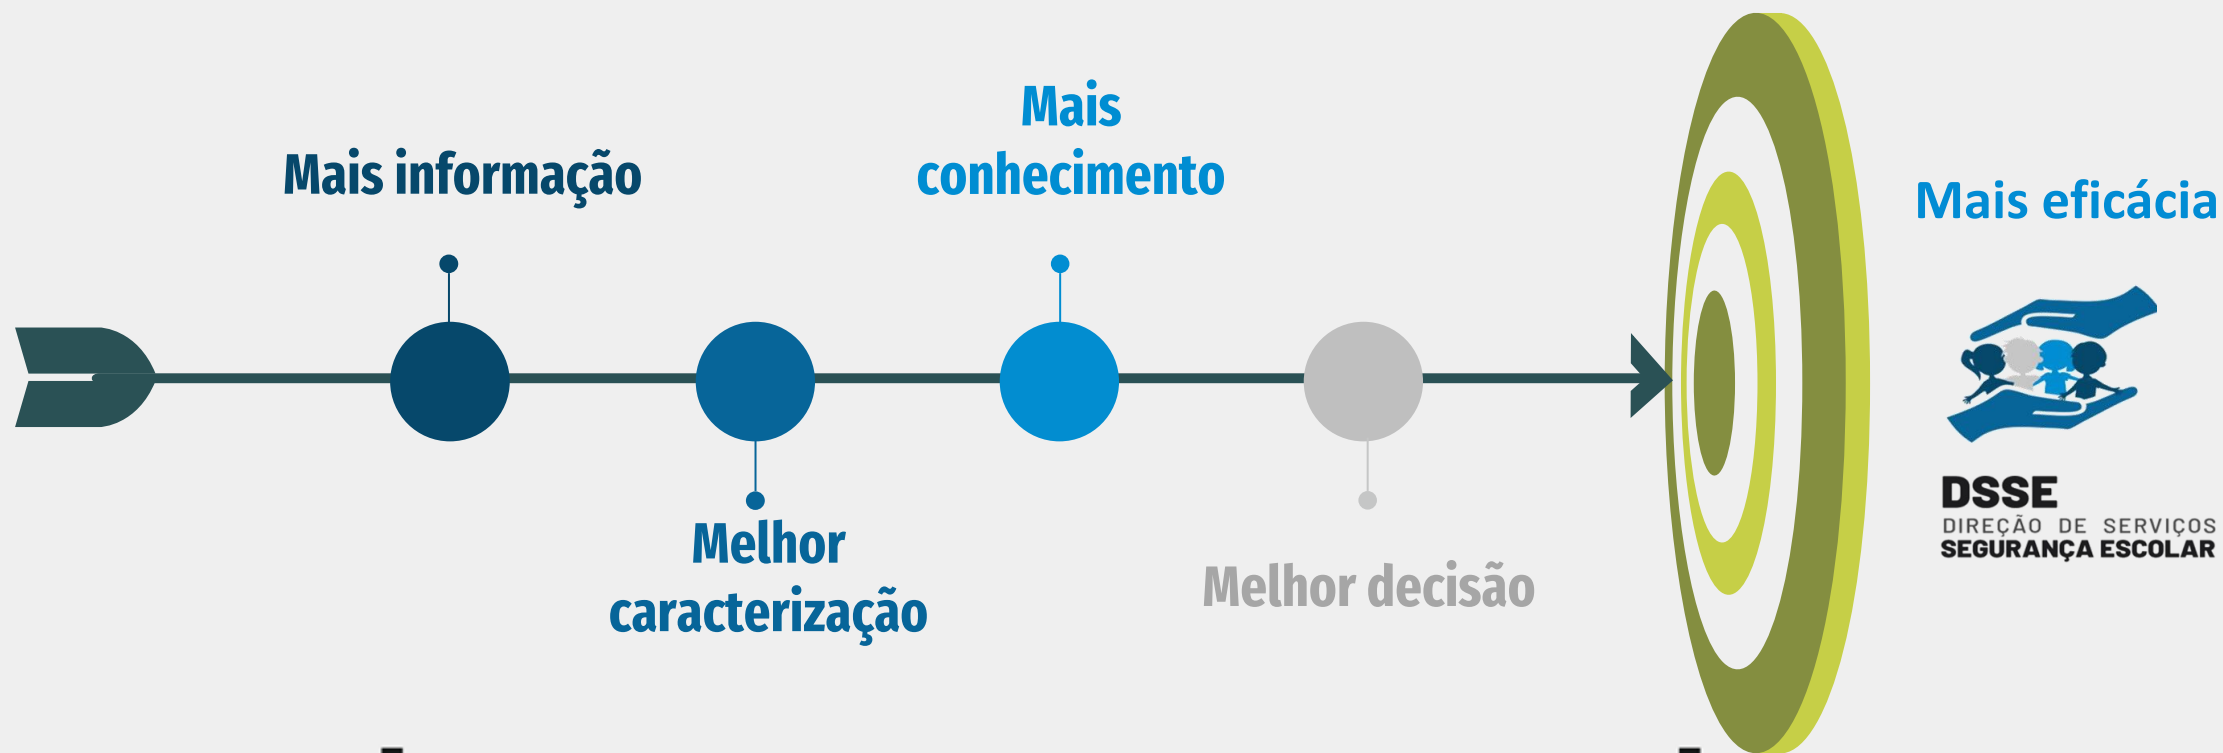 Mais informação
Melhor
caracterização
Mais
conhecimento
Melhor decisão
Mais eficácia
DSSE
DIREÇÃO DE SERVIÇOS
SEGURANÇA ESCOLAR